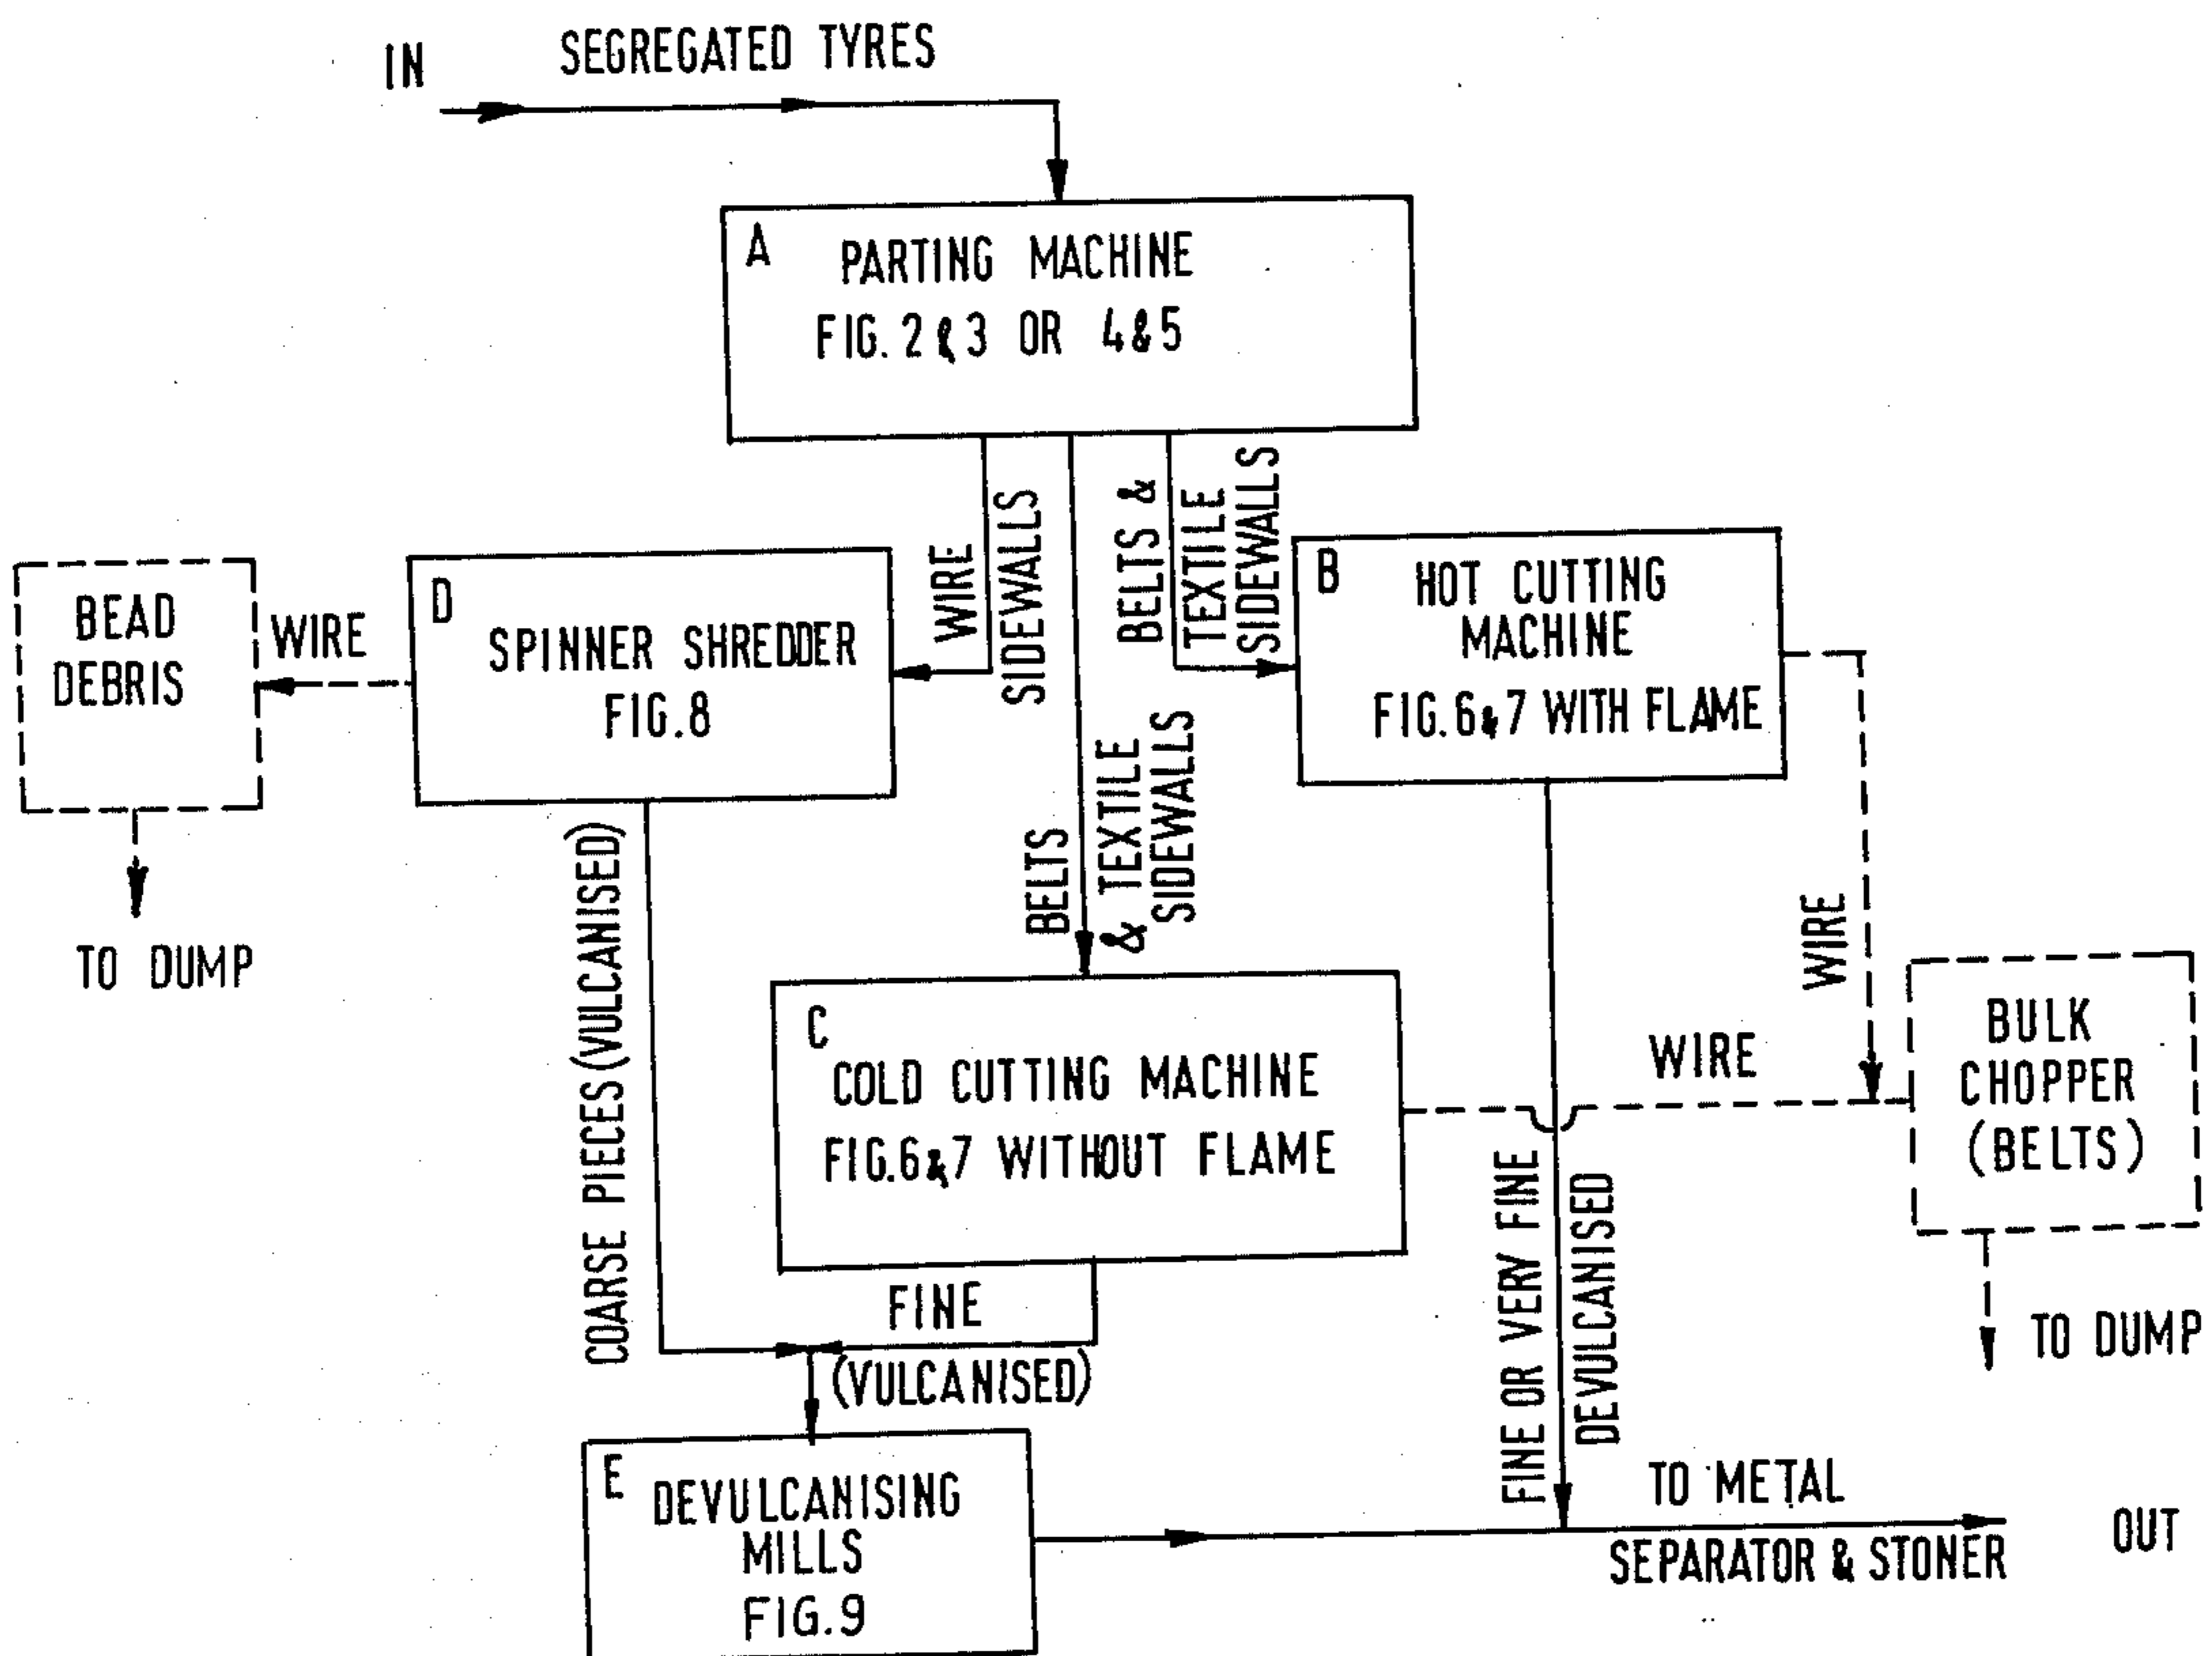 IN
SEGREGATED TYRES
A
PARTING MACHINE
FIG. 2 & 3 OR 4 & 5
WIRE
SIDEWALLS
BELTS &
TEXTILE
SIDEWALLS
B
HOT CUTTING
MACHINE
FIG. 6 & 7 WITH FLAME
D
SPINNER SHREDDER
FIG. 8
WIRE
BEAD
DEBRIS
TO DUMP
BELTS
& TEXTILE
SIDEWALLS
COARSE PIECES (VULCANISED)
C
COLD CUTTING MACHINE
FIG. 6 & 7 WITHOUT FLAME
WIRE
WIRE
BULK
CHOPPER
(BELTS)
TO DUMP
FINE
(VULCANISED)
FINE OR VERY FINE
DEVULCANISED
E
DEVULCANISING
MILLS
FIG. 9
TO METAL
SEPARATOR & STONER
OUT